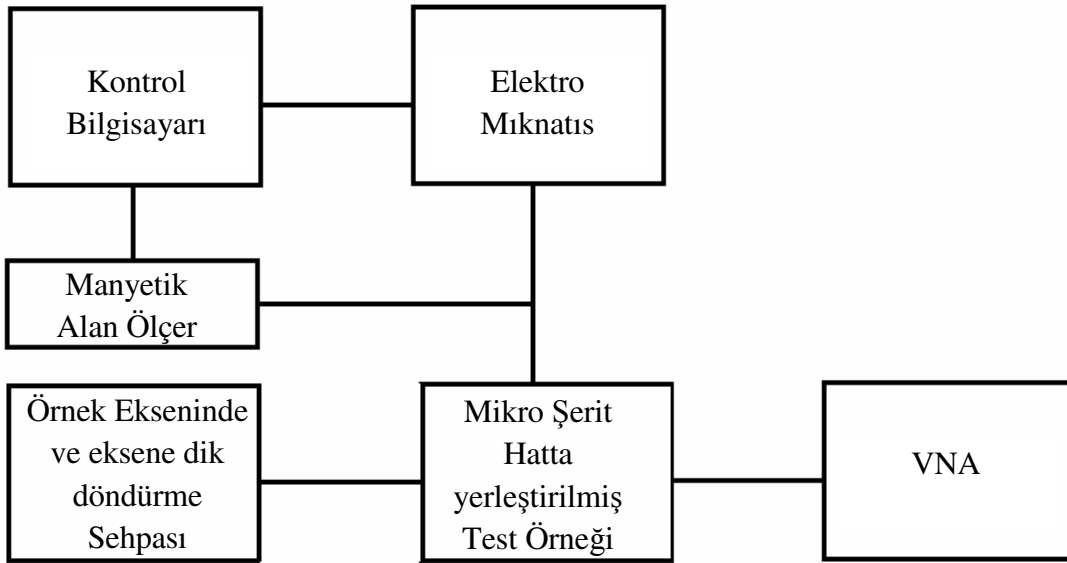 Kontrol
Bilgisayarı
Elektro
Mıknatıs
Manyetik
Alan Ölçer
Örnek Ekseninde
ve eksene dik
döndürme
Sehpası
Mikro Şerit
Hatta
yerleştirilmiş
Test Örneği
VNA